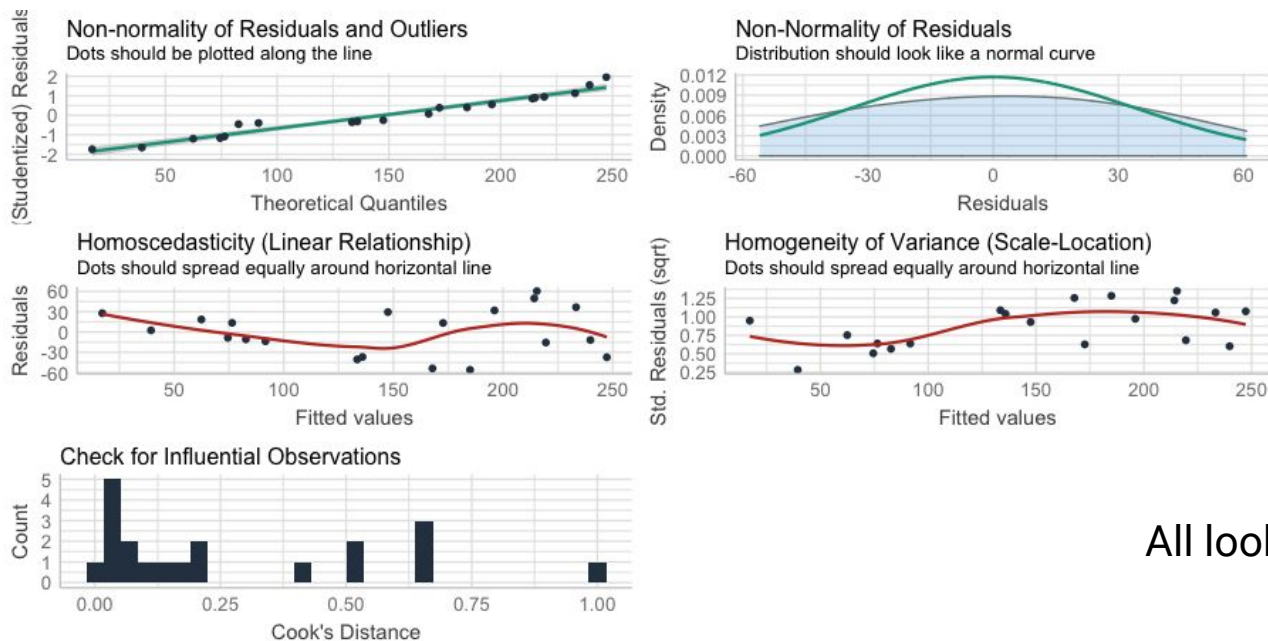 Non-normality of Residuals and Outliers
Dots should be plotted along the line
(Studentized) Residuals
2
1
0
-1
-2
50
100
150
200
250
Theoretical Quantiles
Non-Normality of Residuals
Distribution should look like a normal curve
Density
0.012
0.009
0.006
0.003
0.000
-60
-30
0
30
60
Residuals
Homoscedasticity (Linear Relationship)
Dots should spread equally around horizontal line
Residuals
60
30
0
-30
-60
50
100
150
200
250
Fitted values
Homogeneity of Variance (Scale-Location)
Dots should spread equally around horizontal line
Std. Residuals (sqrt)
1.25
1.00
0.75
0.50
0.25
50
100
150
200
250
Fitted values
Check for Influential Observations
Count
5
4
3
2
1
0
0.00
0.25
0.50
0.75
1.00
Cook's Distance
All look